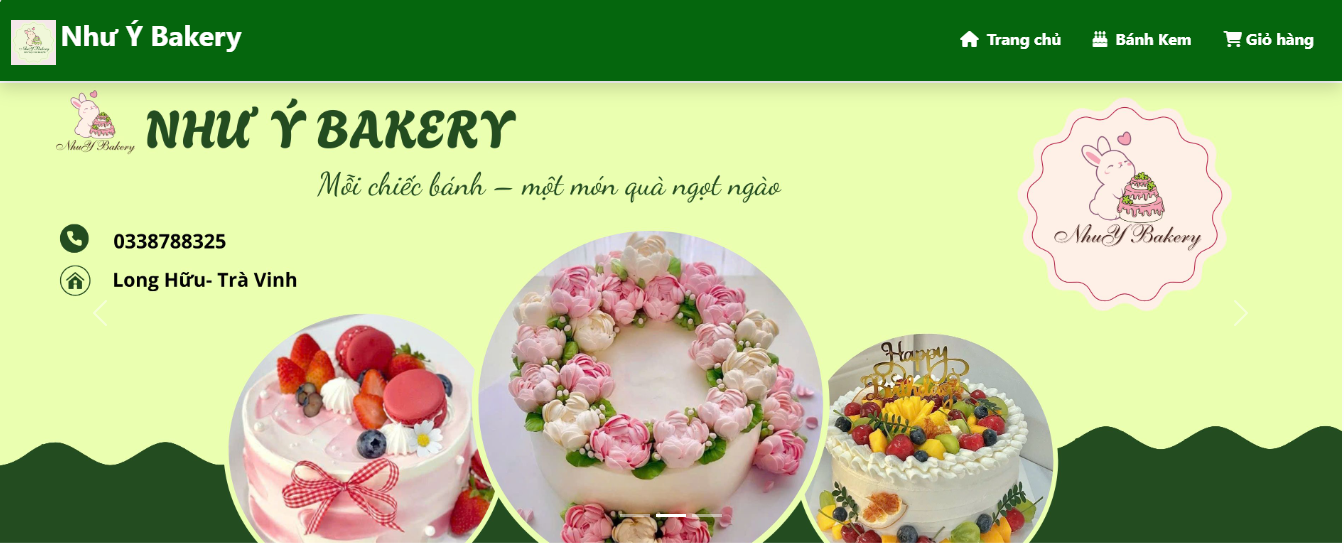 Như Ý Bakery
Trang chủ
Bánh Kem
Giỏ hàng
NhuY Bakery
NHƯ Ý BAKERY
Mỗi chiếc bánh – một món quà ngọt ngào
0338788325
Long Hữu- Trà Vinh
NhuY Bakery
Happy
Birthday